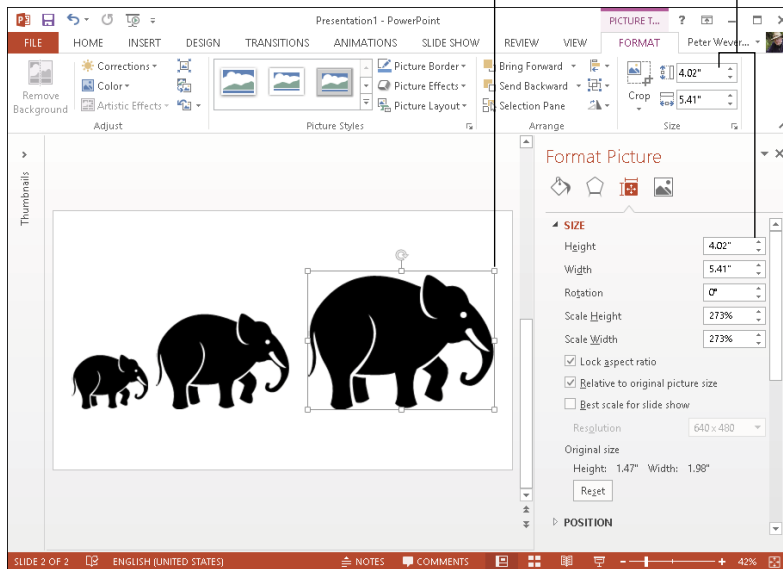 Presentation1 - PowerPoint
PICTURE T...
?
FILE HOME INSERT DESIGN TRANSITIONS ANIMATIONS SLIDE SHOW REVIEW VIEW FORMAT Peter Wever...
Remove Background
Corrections
Color
Artistic Effects
Adjust
Picture Styles
Picture Border
Picture Effects
Picture Layout
Bring Forward
Send Backward
Selection Pane
Arrange
Crop
4.02"
5.41"
Size
Thumbnails
Format Picture
SIZE
Height 4.02"
Width 5.41"
Rotation 0°
Scale Height 273%
Scale Width 273%
Lock aspect ratio
Relative to original picture size
Best scale for slide show
Resolution 640 x 480
Original size
Height: 1.47" Width: 1.98"
Reset
POSITION
SLIDE 2 OF 2 ENGLISH (UNITED STATES) NOTES COMMENTS 42%